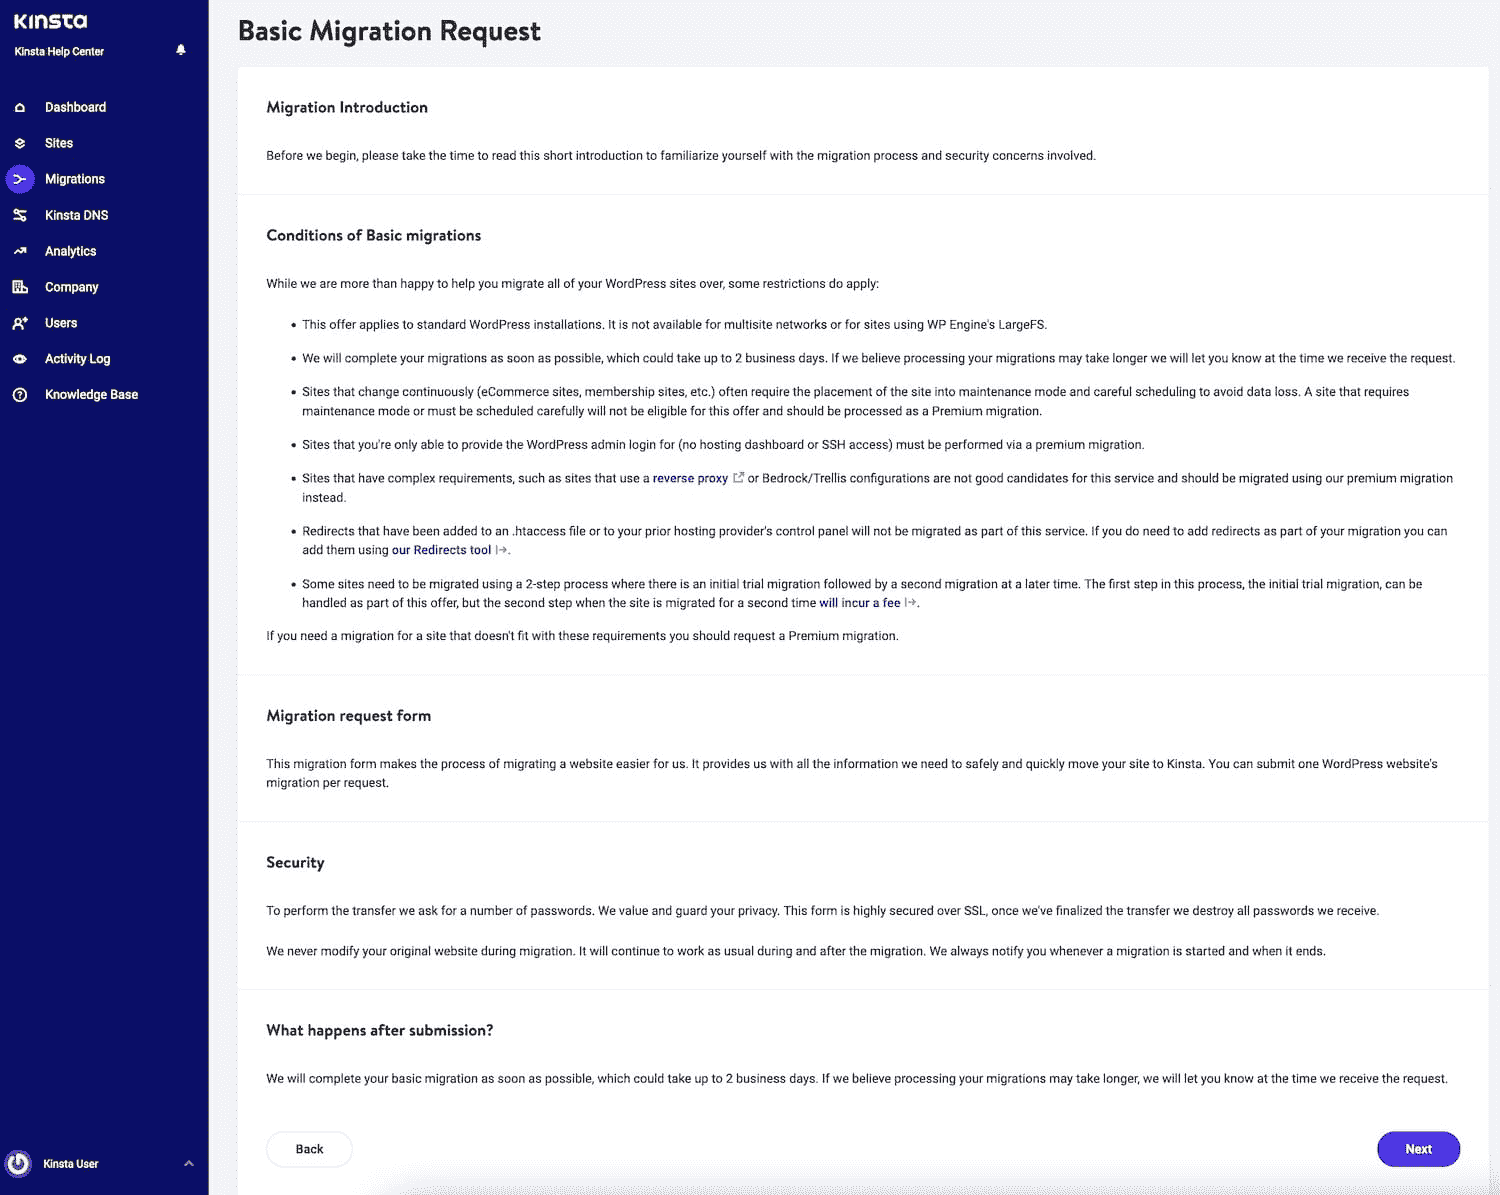 Kinsta
Kinsta Help Center
Dashboard
Sites
Migrations
Kinsta DNS
Analytics
Company
Users
Activity Log
Knowledge Base
Kinsta User
Basic Migration Request
Migration Introduction
Before we begin, please take the time to read this short introduction to familiarize yourself with the migration process and security concerns involved.
Conditions of Basic migrations
While we are more than happy to help you migrate all of your WordPress sites over, some restrictions do apply:
• This offer applies to standard WordPress installations. It is not available for multisite networks or for sites using WP Engine's LargeFS.
• We will complete your migrations as soon as possible, which could take up to 2 business days. If we believe processing your migrations may take longer we will let you know at the time we receive the request.
• Sites that change continuously (eCommerce sites, membership sites, etc.) often require the placement of the site into maintenance mode and careful scheduling to avoid data loss. A site that requires
maintenance mode or must be scheduled carefully will not be eligible for this offer and should be processed as a Premium migration.
• Sites that you're only able to provide the WordPress admin login for (no hosting dashboard or SSH access) must be performed via a premium migration.
• Sites that have complex requirements, such as sites that use a reverse proxy or Bedrock/Trellis configurations are not good candidates for this service and should be migrated using our premium migration
instead.
• Redirects that have been added to an .htaccess file or to your prior hosting provider's control panel will not be migrated as part of this service. If you do need to add redirects as part of your migration you can
add them using our Redirects tool.
• Some sites need to be migrated using a 2-step process where there is an initial trial migration followed by a second migration at a later time. The first step in this process, the initial trial migration, can be
handled as part of this offer, but the second step when the site is migrated for a second time will incur a fee.
If you need a migration for a site that doesn't fit with these requirements you should request a Premium migration.
Migration request form
This migration form makes the process of migrating a website easier for us. It provides us with all the information we need to safely and quickly move your site to Kinsta. You can submit one WordPress website's
migration per request.
Security
To perform the transfer we ask for a number of passwords. We value and guard your privacy. This form is highly secured over SSL, once we've finalized the transfer we destroy all passwords we receive.
We never modify your original website during migration. It will continue to work as usual during and after the migration. We always notify you whenever a migration is started and when it ends.
What happens after submission?
We will complete your basic migration as soon as possible, which could take up to 2 business days. If we believe processing your migrations may take longer, we will let you know at the time we receive the request.
Back
Next